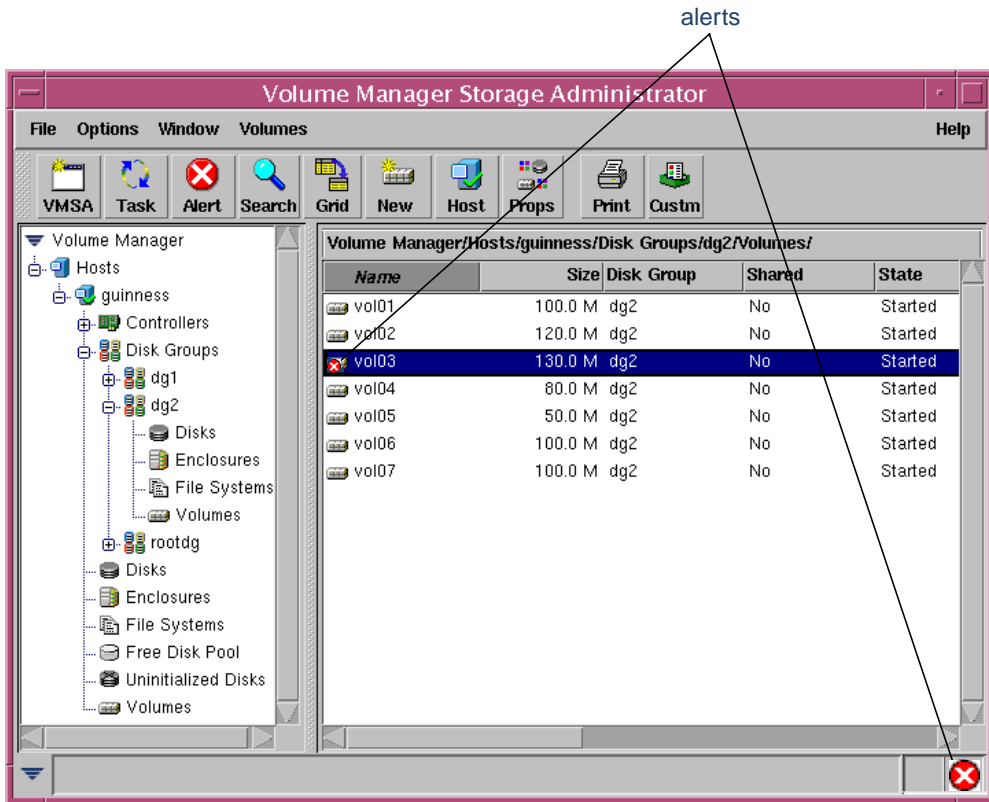 alerts
Volume Manager Storage Administrator
File Options Window Volumes Help
VMSA Task Alert Search Grid New Host Props Print Custm
Volume Manager
Hosts
guinness
Controllers
Disk Groups
dg1
dg2
Disks
Enclosures
File Systems
Volumes
rootdg
Disks
Enclosures
File Systems
Free Disk Pool
Uninitialized Disks
Volumes
Volume Manager/Hosts/guinness/Disk Groups/dg2/Volumes/
Name Size Disk Group Shared State
vol01 100.0 M dg2 No Started
vol02 120.0 M dg2 No Started
vol03 130.0 M dg2 No Started
vol04 80.0 M dg2 No Started
vol05 50.0 M dg2 No Started
vol06 100.0 M dg2 No Started
vol07 100.0 M dg2 No Started